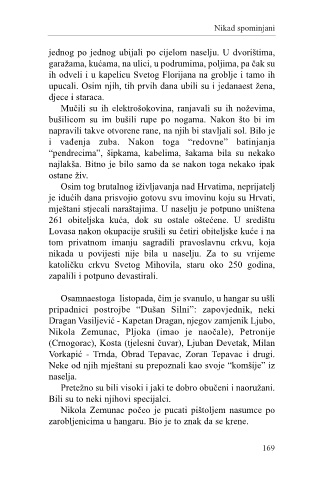 Nikad spominjani
jednog po jednog ubijali po cijelom naselju. U dvorištima,
garažama, kućama, na ulici, u podrumima, poljima, pa čak su
ih odveli i u kapelicu Svetog Florijana na groblje i tamo ih
upucali. Osim njih, tih prvih dana ubili su i jedanaest žena,
djece i staraca.
Mučili su ih elektrošokovina, ranjavali su ih noževima,
bušilicom su im bušili rupe po nogama. Nakon što bi im
napravili takve otvorene rane, na njih bi stavljali sol. Bilo je
i vađenja zuba. Nakon toga “redovne” batinjanja
“pendrecima”, šipkama, kabelima, šakama bila su nekako
najlakša. Bitno je bilo samo da se nakon toga nekako ipak
ostane živ.
Osim tog brutalnog iživljavanja nad Hrvatima, neprijatelj
je idućih dana prisvojio gotovu svu imovinu koju su Hrvati,
mještani stjecali naraštajima. U naselju je potpuno uništena
261 obiteljska kuća, dok su ostale oštećene. U središtu
Lovasa nakon okupacije srušili su četiri obiteljske kuće i na
tom privatnom imanju sagradili pravoslavnu crkvu, koja
nikada u povijesti nije bila u naselju. Za to su vrijeme
katoličku crkvu Svetog Mihovila, staru oko 250 godina,
zapalili i potpuno devastirali.
Osamnaestoga listopada, čim je svanulo, u hangar su ušli
pripadnici postrojbe “Dušan Silni”: zapovjednik, neki
Dragan Vasiljević - Kapetan Dragan, njegov zamjenik Ljubo,
Nikola Zemunac, Pljoka (imao je naočale), Petronije
(Crnogorac), Kosta (tjelesni čuvar), Ljuban Devetak, Milan
Vorkapić - Trnda, Obrad Tepavac, Zoran Tepavac i drugi.
Neke od njih mještani su prepoznali kao svoje “komšije” iz
naselja.
Pretežno su bili visoki i jaki te dobro obučeni i naoružani.
Bili su to neki njihovi specijalci.
Nikola Zemunac počeo je pucati pištoljem nasumce po
zarobljenicima u hangaru. Bio je to znak da se krene.
169